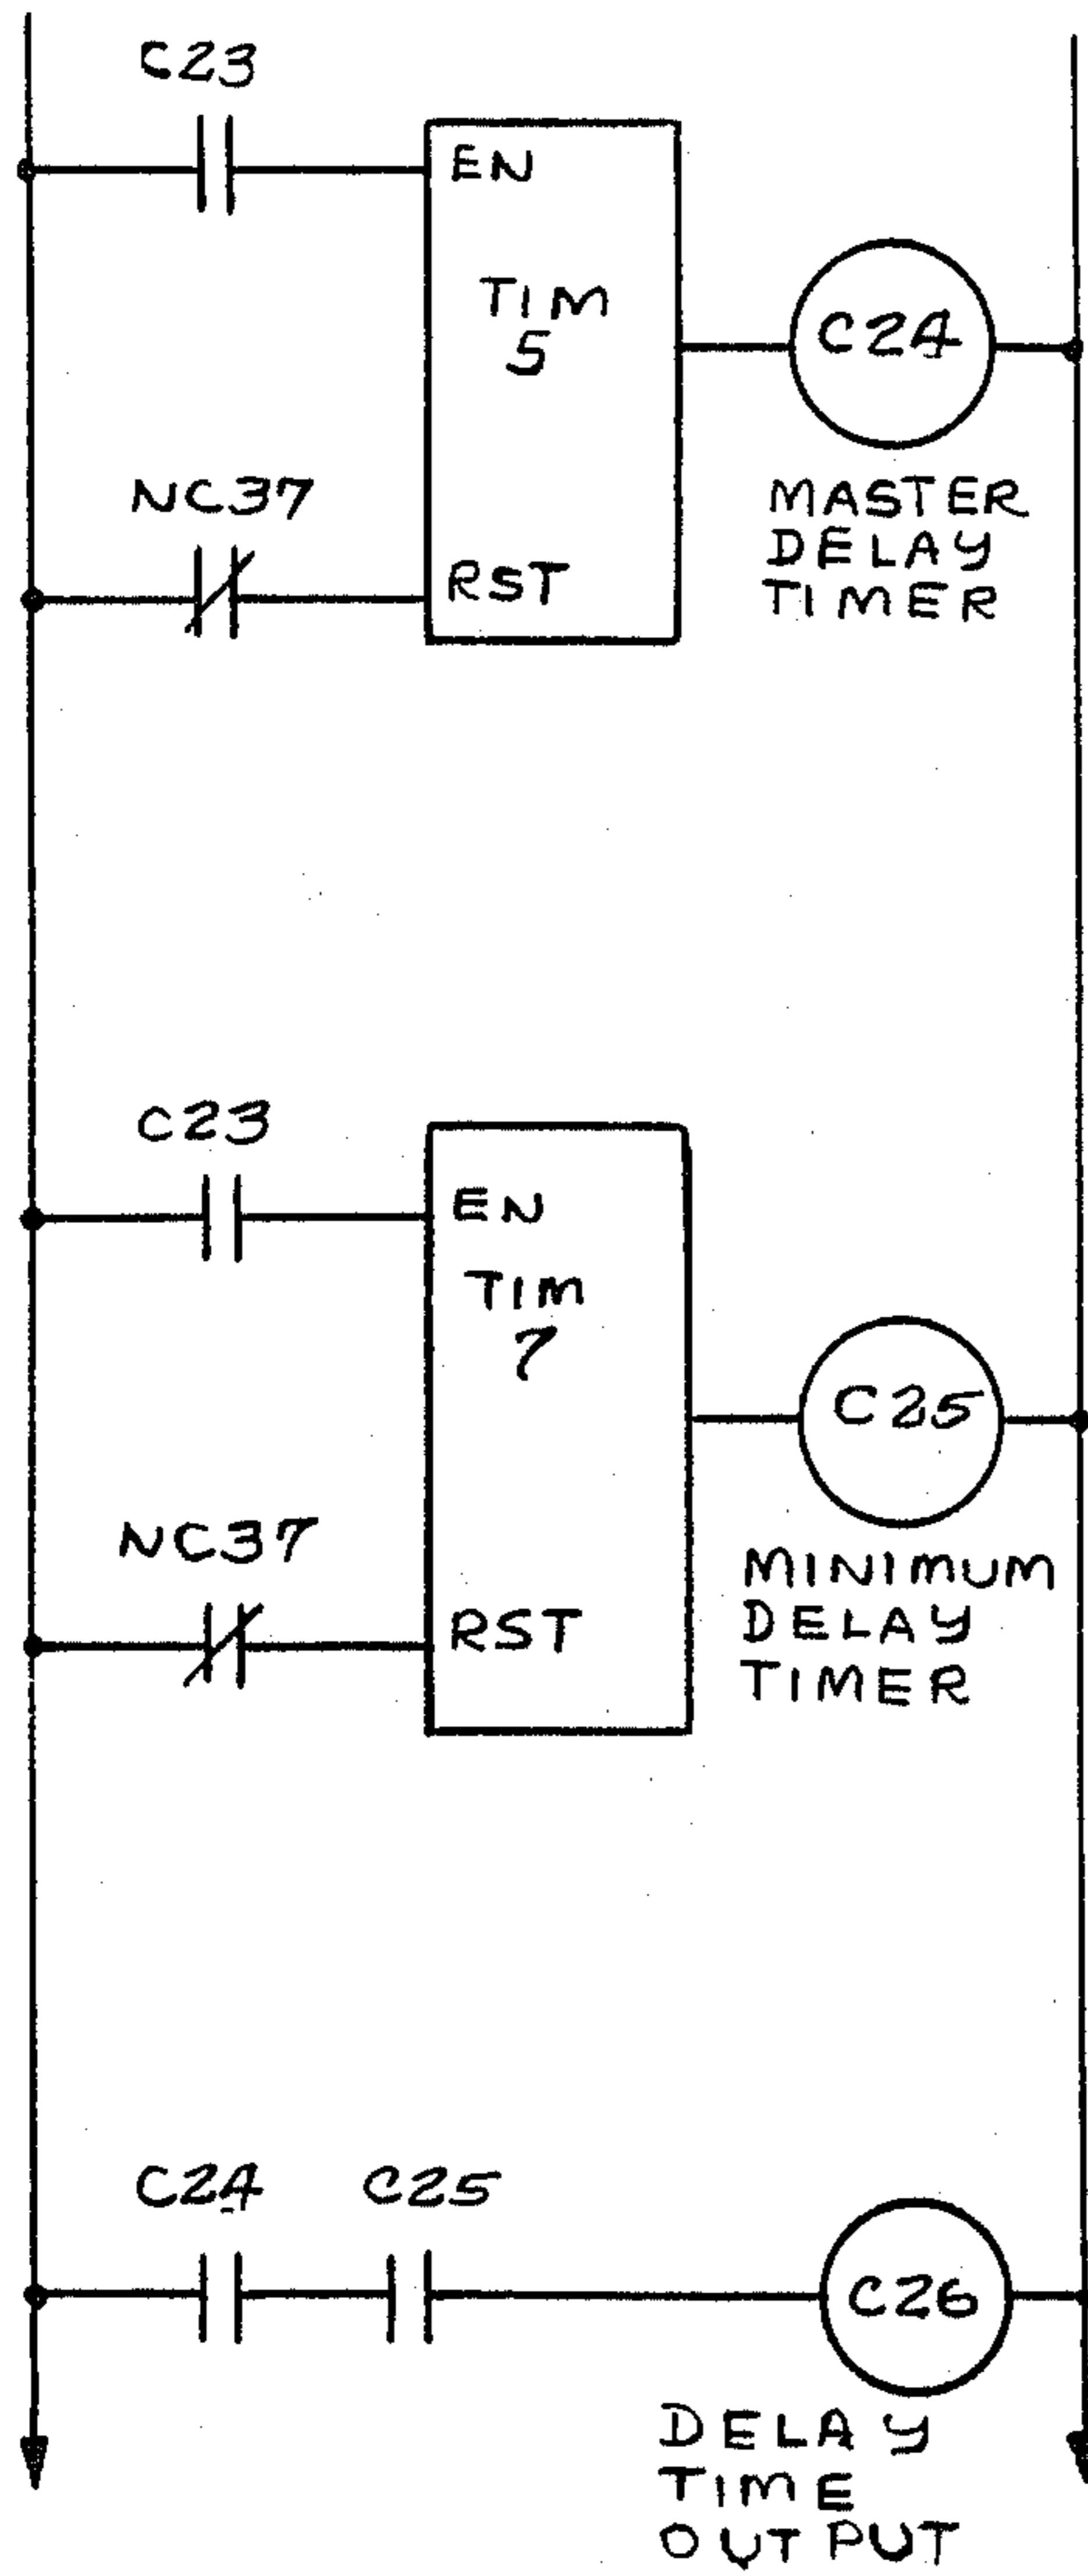 C23
EN
TIM
5
C24
NC37
RST
MASTER
DELAY
TIMER
C23
EN
TIM
7
C25
NC37
RST
MINIMUM
DELAY
TIMER
C24 C25
C26
DELAY
TIME
OUTPUT